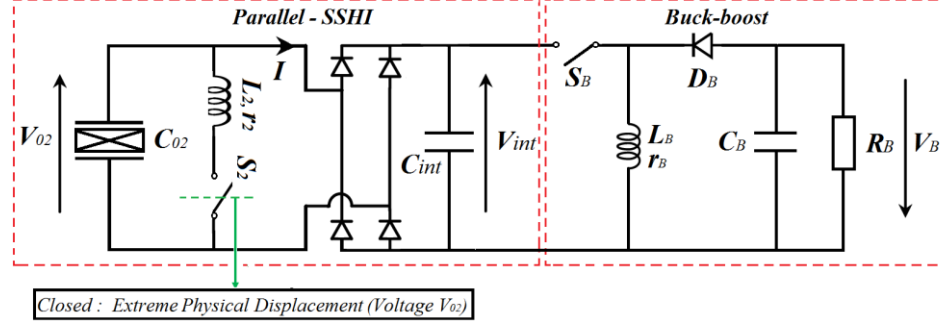 Parallel - SSHI
Buck-boost
I
L2,r2
V02
C02
S2
Cint
Vint
SB
DB
LB
rB
CB
RB
VB
Closed : Extreme Physical Displacement (Voltage V02)